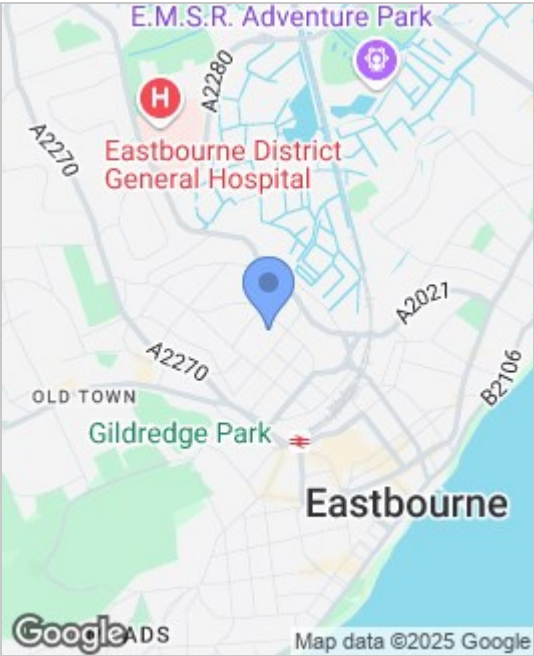 E.M.S.R. Adventure Park
H
A2280
A2270
Eastbourne District
General Hospital
A2021
A2270
B2106
OLD TOWN
Gildredge Park
Eastbourne
Google
ADS
Map data ©2025 Google